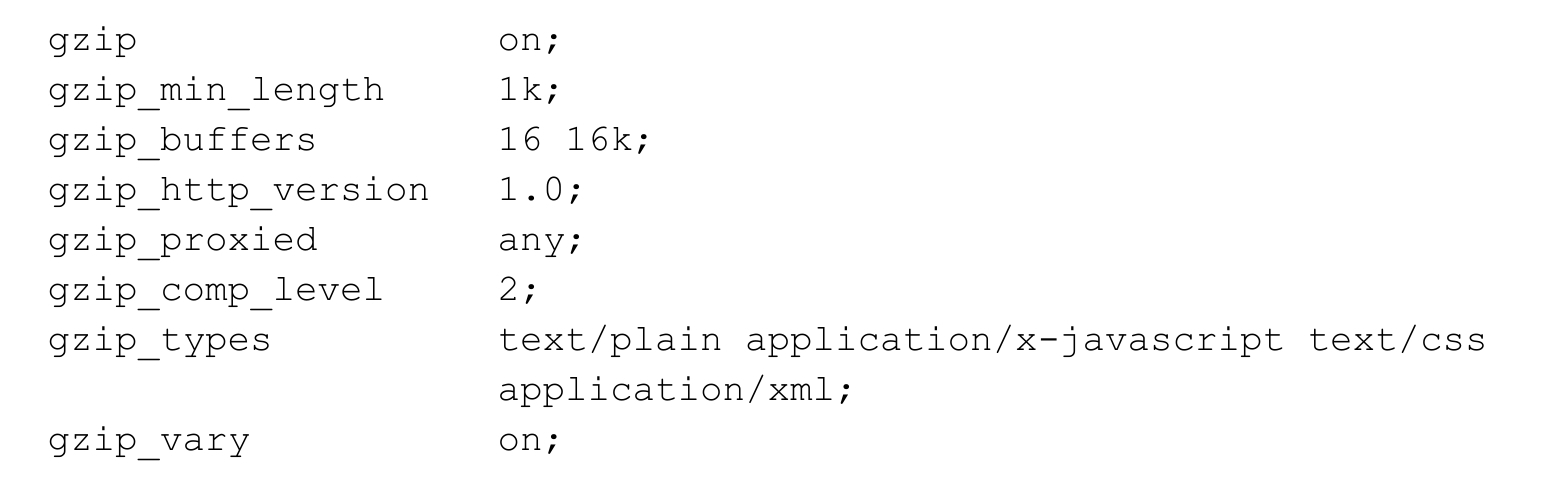 gzip on;
gzip_min_length 1k;
gzip_buffers 16 16k;
gzip_http_version 1.0;
gzip_proxied any;
gzip_comp_level 2;
gzip_types text/plain application/x-javascript text/css
application/xml;
gzip_vary on;